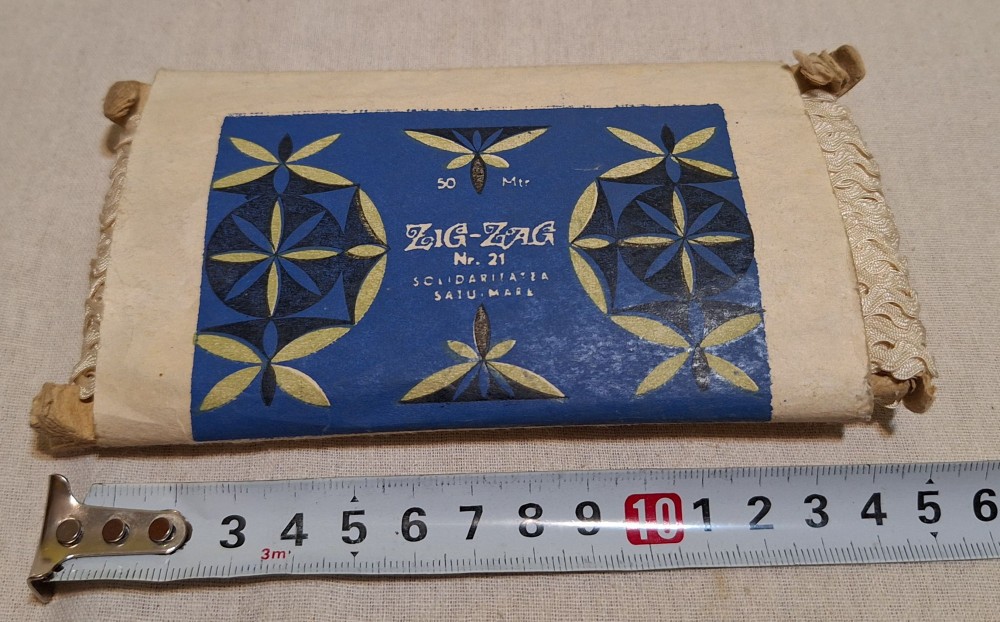 50 Mtr
ZIG-ZAG
Nr. 21
SOLIDARITATEA
SATU-MARE
3 4 5 6 7 8 9 10 1 2 3 4 5 6
3m